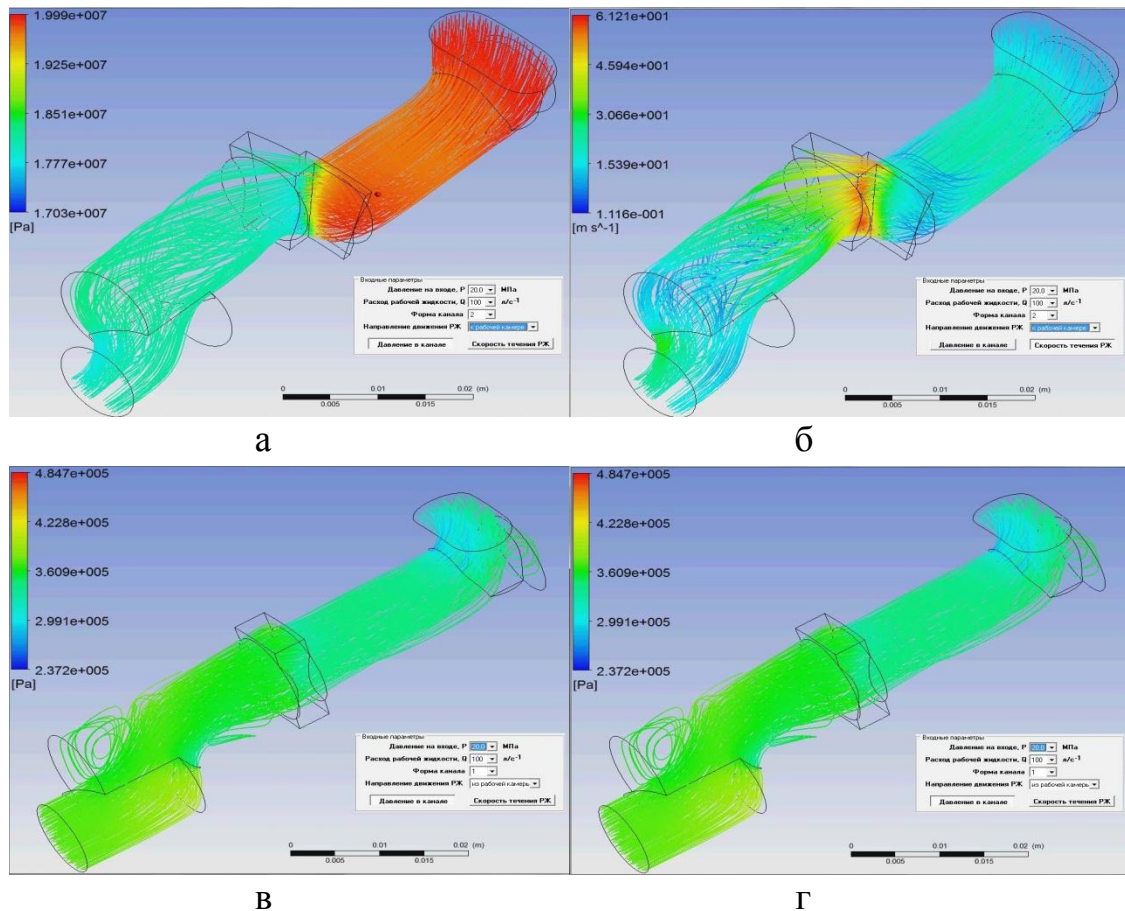 1.999e+007
1.925e+007
1.851e+007
1.777e+007
1.703e+007
[Pa]
Входные параметры
Давление на входе, P 20.0 МПа
Расход рабочей жидкости, Q 100 л/с⁻¹
Форма канала 2
Направление движения РЖ к рабочей камере
Давление в канале Скорость течения РЖ
0 0.01 0.02 (m)
0.005 0.015
а
6.121e+001
4.594e+001
3.066e+001
1.539e+001
1.116e-001
[m s^-1]
Входные параметры
Давление на входе, P 20.0 МПа
Расход рабочей жидкости, Q 100 л/с⁻¹
Форма канала 2
Направление движения РЖ к рабочей камере
Давление в канале Скорость течения РЖ
0 0.01 0.02 (m)
0.005 0.015
б
4.847e+005
4.228e+005
3.609e+005
2.991e+005
2.372e+005
[Pa]
Входные параметры
Давление на входе, P 20.0 МПа
Расход рабочей жидкости, Q 100 л/с⁻¹
Форма канала 1
Направление движения РЖ из рабочей камеры
Давление в канале Скорость течения РЖ
0 0.01 0.02 (m)
0.005 0.015
в
4.847e+005
4.228e+005
3.609e+005
2.991e+005
2.372e+005
[Pa]
Входные параметры
Давление на входе, P 20.0 МПа
Расход рабочей жидкости, Q 100 л/с⁻¹
Форма канала 1
Направление движения РЖ из рабочей камеры
Давление в канале Скорость течения РЖ
0 0.01 0.02 (m)
0.005 0.015
г